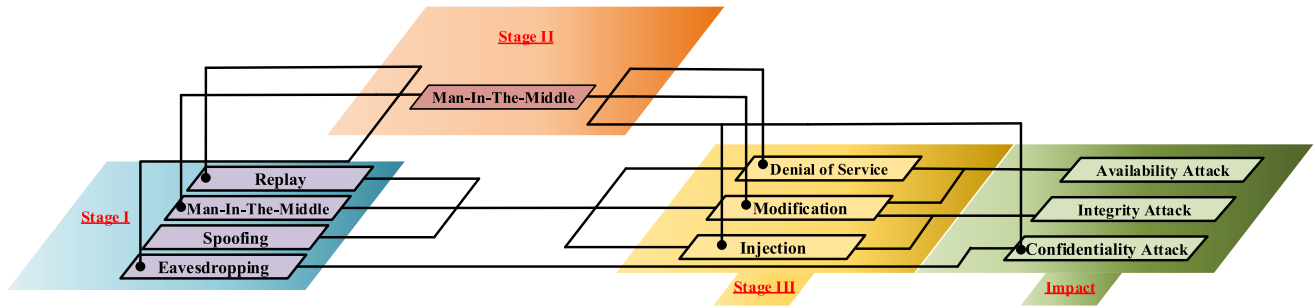 Stage II
Man-In-The-Middle
Stage I
Replay
Man-In-The-Middle
Spoofing
Eavesdropping
Denial of Service
Modification
Injection
Stage III
Availability Attack
Integrity Attack
Confidentiality Attack
Impact